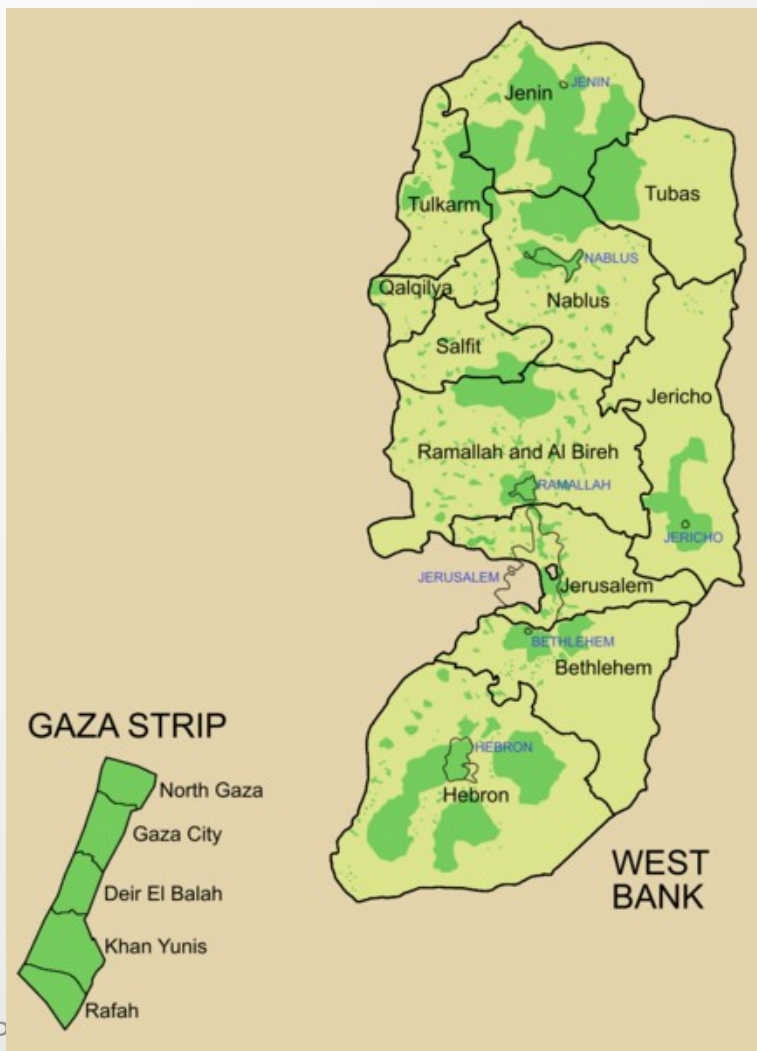 JENIN
Jenin
Tubas
Tulkarm
NABLUS
Qalqilya
Nablus
Salfit
Jericho
Ramallah and Al Bireh
RAMALLAH
JERICHO
JERUSALEM
Jerusalem
BETHLEHEM
Bethlehem
HEBRON
Hebron
GAZA STRIP
North Gaza
Gaza City
Deir El Balah
Khan Yunis
Rafah
WEST
BANK